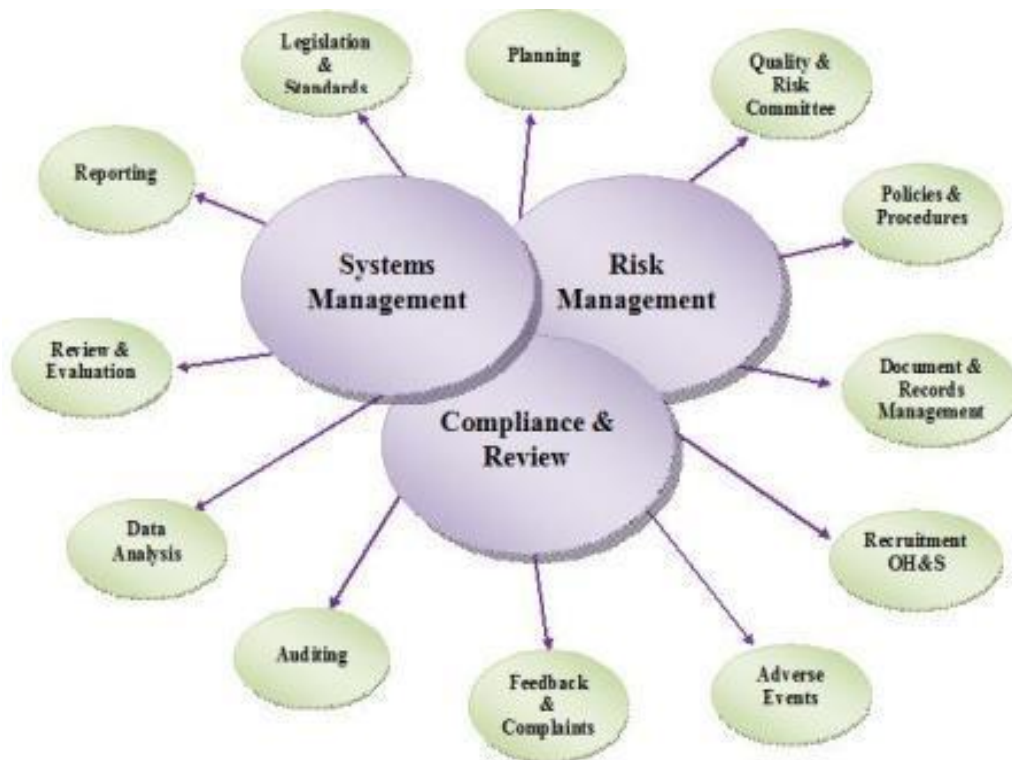 Legislation
&
Standards
Planning
Quality &
Risk
Committee
Reporting
Policies &
Procedures
Systems
Management
Risk
Management
Review &
Evaluation
Document &
Records
Management
Compliance &
Review
Data
Analysis
Recruitment
OH&S
Auditing
Feedback
&
Complaints
Adverse
Events